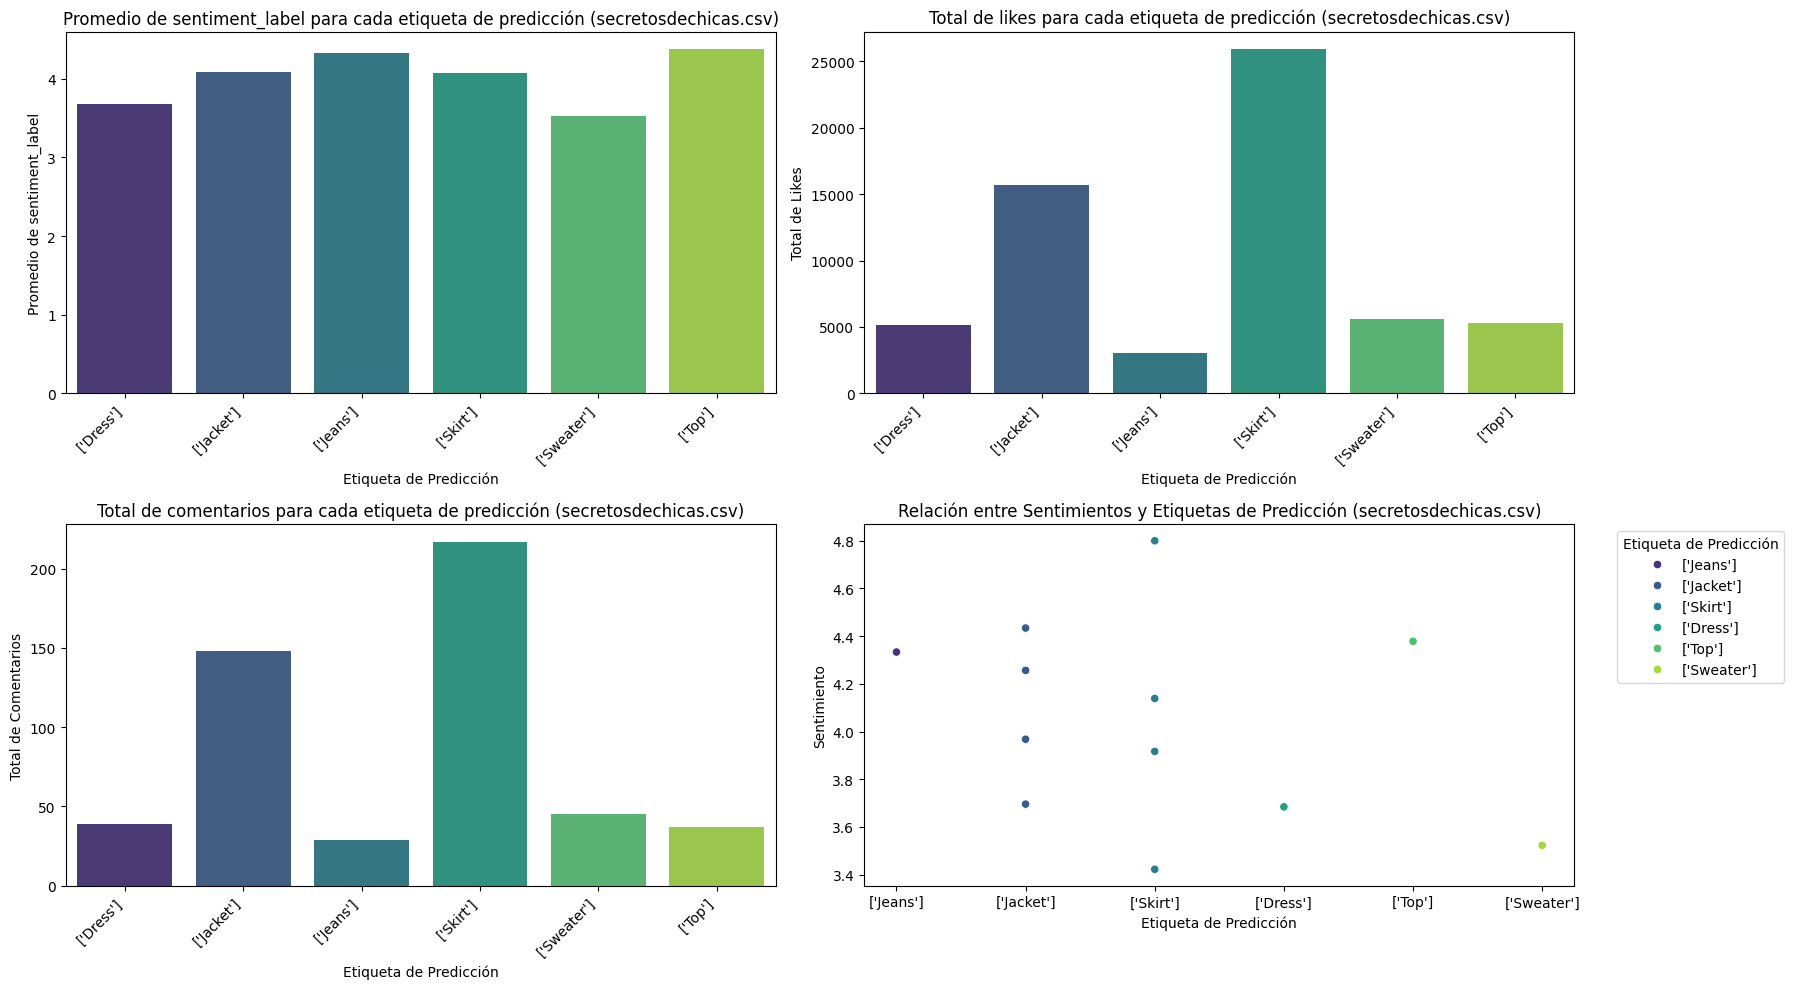 Promedio de sentiment_label para cada etiqueta de predicción (secretosdechicas.csv)
Promedio de sentiment_label
4
3
2
1
0
['Dress']
['Jacket']
['Jeans']
['Skirt']
['Sweater']
['Top']
Etiqueta de Predicción
Total de likes para cada etiqueta de predicción (secretosdechicas.csv)
Total de Likes
25000
20000
15000
10000
5000
0
['Dress']
['Jacket']
['Jeans']
['Skirt']
['Sweater']
['Top']
Etiqueta de Predicción
Total de comentarios para cada etiqueta de predicción (secretosdechicas.csv)
Total de Comentarios
200
150
100
50
0
['Dress']
['Jacket']
['Jeans']
['Skirt']
['Sweater']
['Top']
Etiqueta de Predicción
Relación entre Sentimientos y Etiquetas de Predicción (secretosdechicas.csv)
Sentimiento
4.8
4.6
4.4
4.2
4.0
3.8
3.6
3.4
['Jeans']
['Jacket']
['Skirt']
['Dress']
['Top']
['Sweater']
Etiqueta de Predicción
Etiqueta de Predicción
['Jeans']
['Jacket']
['Skirt']
['Dress']
['Top']
['Sweater']